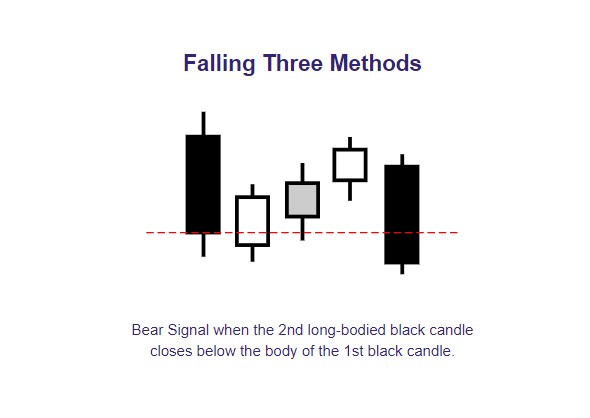 Falling Three Methods
Bear Signal when the 2nd long-bodied black candle
closes below the body of the 1st black candle.